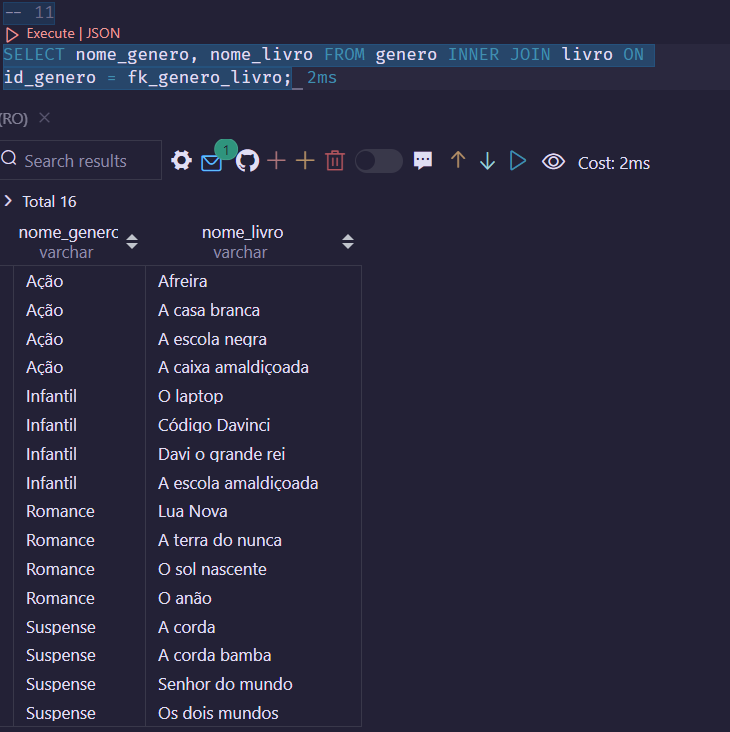 -- 11
Execute | JSON
SELECT nome_genero, nome_livro FROM genero INNER JOIN livro ON
id_genero = fk_genero_livro; 2ms
(RO)
Search results
1
Cost: 2ms
Total 16
nome_genero nome_livro
varchar varchar
Ação Afreira
Ação A casa branca
Ação A escola negra
Ação A caixa amaldiçoada
Infantil O laptop
Infantil Código Davinci
Infantil Davi o grande rei
Infantil A escola amaldiçoada
Romance Lua Nova
Romance A terra do nunca
Romance O sol nascente
Romance O anão
Suspense A corda
Suspense A corda bamba
Suspense Senhor do mundo
Suspense Os dois mundos